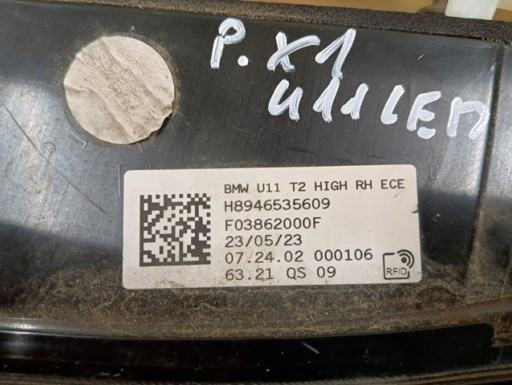 P. X1
U11 LED
BMW U11 T2 HIGH RH ECE
H8946535609
F03862000F
23/05/23
07.24.02 000106
63.21 QS 09
RFID